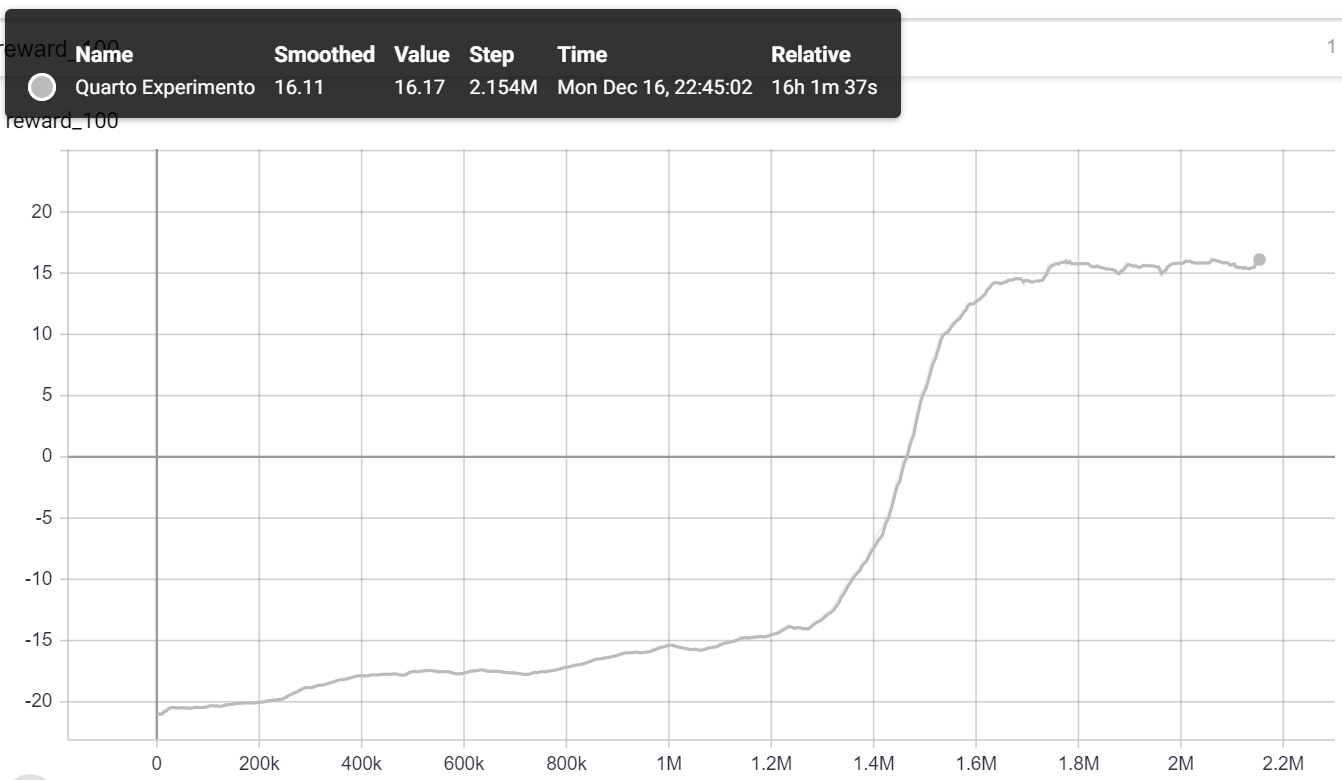 reward_100
1
Name Smoothed Value Step Time Relative
Quarto Experimento 16.11 16.17 2.154M Mon Dec 16, 22:45:02 16h 1m 37s
reward_100
20
15
10
5
0
-5
-10
-15
-20
0 200k 400k 600k 800k 1M 1.2M 1.4M 1.6M 1.8M 2M 2.2M